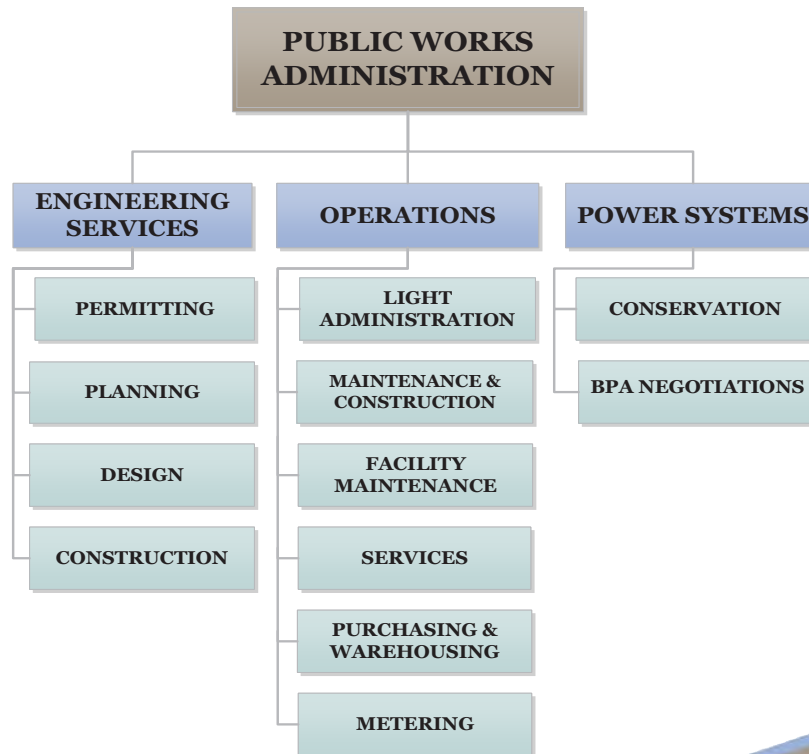 PUBLIC WORKS
ADMINISTRATION
ENGINEERING
SERVICES
PERMITTING
PLANNING
DESIGN
CONSTRUCTION
OPERATIONS
LIGHT
ADMINISTRATION
MAINTENANCE &
CONSTRUCTION
FACILITY
MAINTENANCE
SERVICES
PURCHASING &
WAREHOUSING
METERING
POWER SYSTEMS
CONSERVATION
BPA NEGOTIATIONS